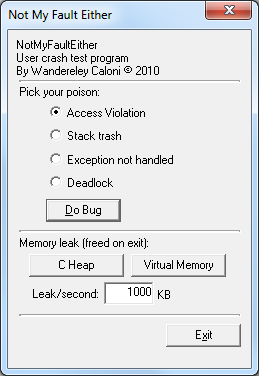 Not My Fault Either
NotMyFaultEither
User crash test program
By Wandereley Caloni © 2010
Pick your poison:
Access Violation
Stack trash
Exception not handled
Deadlock
Do Bug
Memory leak (freed on exit):
C Heap Virtual Memory
Leak/second: 1000 KB
Exit